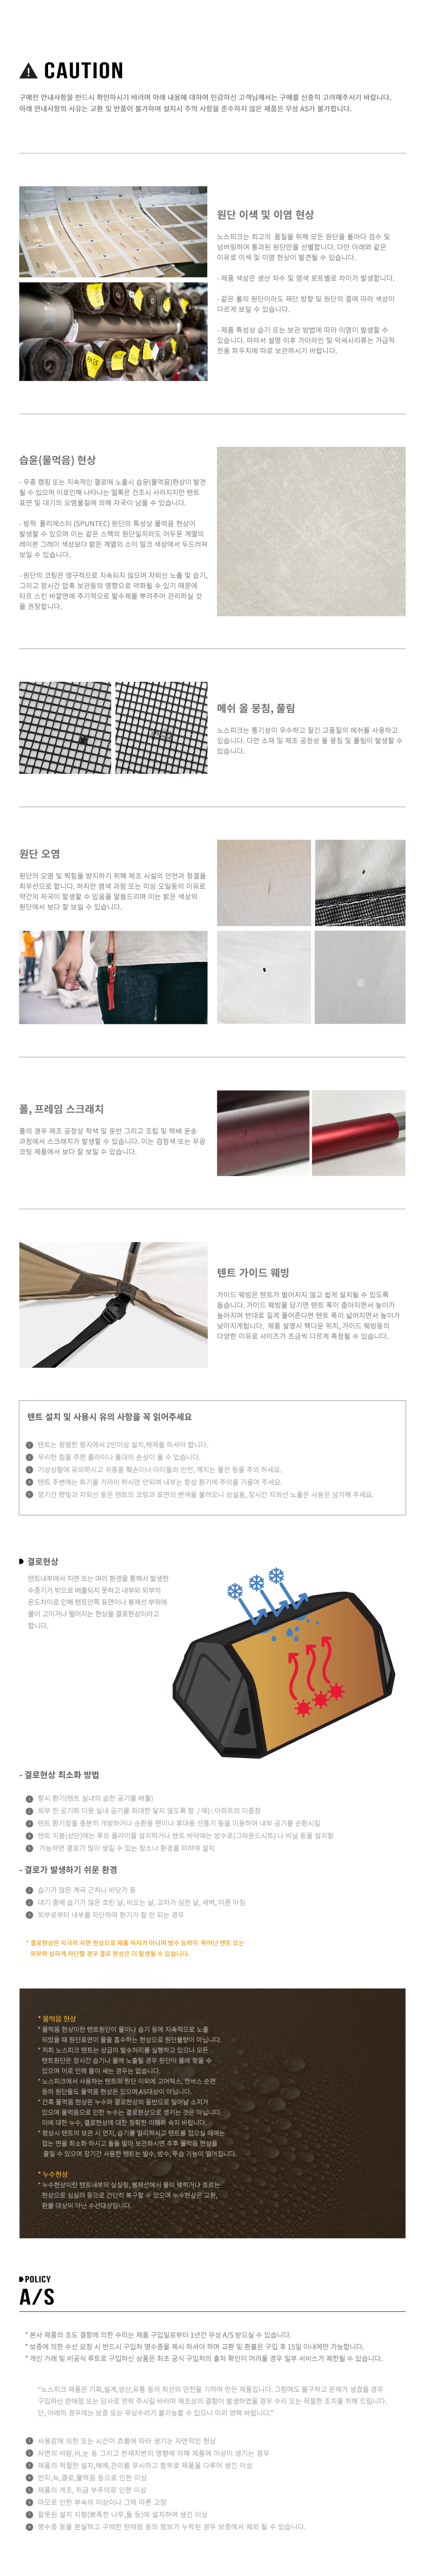 CAUTION
구매전 안내사항을 반드시 확인하시기 바라며 아래 내용에 대하여 민감하신 고객님께서는 구매를 신중히 고려해주시기 바랍니다.
아래 안내사항의 사유는 교환 및 반품이 불가하며 설치시 주의 사항을 준수하지 않은 제품은 무상 AS가 불가합니다.
원단 이색 및 이염 현상
노스피크는 최고의 품질을 위해 모든 원단을 롤마다 검수 및
넘버링하여 통과된 원단만을 선별합니다. 다만 아래와 같은
이유로 이색 및 이염 현상이 발견될 수 있습니다.
- 제품 색상은 생산 차수 및 염색 로트별로 차이가 발생합니다.
- 같은 롤의 원단이라도 재단 방향 및 원단의 결에 따라 색상이
다르게 보일 수 있습니다.
- 제품 특성상 습기 또는 보관 방법에 따라 이염이 발생할 수
있습니다. 따라서 설영 이후 가이라인 및 악세사리류는 가급적
전용 파우치에 따로 보관하시기 바랍니다.
습윤(물먹음) 현상
- 우중 캠핑 또는 지속적인 결로에 노출시 습윤(물먹음)현상이 발견
될 수 있으며 이로인해 나타나는 얼룩은 건조시 사라지지만 텐트
표면 및 대기의 오염물질에 의해 자국이 남을 수 있습니다.
- 방적 폴리에스터 (SPUNTEC) 원단의 특성상 물먹음 현상이
발생할 수 있으며 이는 같은 스펙의 원단일지라도 어두운 계열의
레이븐 그레이 색상보다 밝은 계열의 소이 밀크 색상에서 두드러져
보일 수 있습니다.
- 원단의 코팅은 영구적으로 지속되지 않으며 자외선 노출 및 습기,
그리고 장시간 압축 보관등의 영향으로 약화될 수 있기 때문에
타프 스킨 바깥면에 주기적으로 발수제를 뿌려주어 관리하실 것
을 권장합니다.
메쉬 올 뭉침, 풀림
노스피크는 통기성이 우수하고 질긴 고품질의 메쉬를 사용하고
있습니다. 다만 소재 및 제조 공정상 올 뭉침 및 풀림이 발생할 수
있습니다.
원단 오염
원단의 오염 및 찍힘을 방지하기 위해 제조 시설의 안전과 청결을
최우선으로 합니다. 하지만 염색 과정 또는 미싱 오일등의 이유로
약간의 자국이 발생할 수 있음을 말씀드리며 이는 밝은 색상의
원단에서 보다 잘 보일 수 있습니다.
폴, 프레임 스크래치
폴의 경우 제조 공정상 착색 및 운반 그리고 조립 및 택배 운송
과정에서 스크래치가 발생할 수 있습니다. 이는 검정색 또는 무광
코팅 제품에서 보다 잘 보일 수 있습니다.
텐트 가이드 웨빙
가이드 웨빙은 텐트가 벌어지지 않고 쉽게 설치될 수 있도록
돕습니다. 가이드 웨빙을 당기면 텐트 폭이 좁아지면서 높이가
높아지며 반대로 길게 풀어준다면 텐트 폭이 넓어지면서 높이가
낮아지게됩니다. 제품 설명시 팩다운 위치, 가이드 웨빙등의
다양한 이유로 사이즈가 조금씩 다르게 측정될 수 있습니다.
텐트 설치 및 사용시 유의 사항을 꼭 읽어주세요
1 텐트는 평평한 평지에서 2인이상 설치,해체를 하셔야 합니다.
2 무리한 힘을 주면 플라이나 폴대의 손상이 올 수 있습니다.
3 기상상황에 유의하시고 귀중품 훼손이나 아이들의 안전, 깨지는 물건 등을 주의 하세요.
4 텐트 주변에는 화기를 가까이 하시면 안되며 내부는 항상 환기에 주의를 기울여 주세요.
5 장기간 햇빛과 자외선 등은 텐트의 코팅과 표면의 변색을 불러오니 상설용, 장시간 자외선 노출은 사용은 삼가해 주세요.
결로현상
텐트내부에서 지면 또는 여러 환경을 통해서 발생한
수증기가 밖으로 배출되지 못하고 내부와 외부의
온도차이로 인해 텐트안쪽 표면이나 봉재선 부위에
물이 고이거나 떨어지는 현상을 결로현상이라고
합니다.
- 결로현상 최소화 방법
1 항시 환기(텐트 실내의 습한 공기를 배출)
2 외부 찬 공기와 더운 실내 공기를 최대한 닿지 않도록 함 / 예) : 아파트의 이중창
3 텐트 환기창을 충분히 개방하거나 순환용 팬이나 휴대용 선풍기 등을 이용하여 내부 공기를 순환시킴
4 텐트 지붕(상단)에는 루프 플라이를 설치하거나 텐트 바닥에는 방수포(그라운드시트) 나 비닐 등을 설치함
5 가능하면 결로가 많이 생길 수 있는 장소나 환경을 피하여 설치
- 결로가 발생하기 쉬운 환경
1 습기가 많은 계곡 근처나 바닷가 등
2 대기 중에 습기가 많은 흐린 날, 비오는 날, 교차가 심한 날, 새벽, 이른 아침
3 외부로부터 내부를 차단하여 환기가 잘 안 되는 경우
* 결로현상은 지극히 자연 현상으로 제품 하자가 아니며 방수 능력이 뛰어난 텐트 또는
외부와 심하게 차단할 경우 결로 현상은 더 발생될 수 있습니다.
* 물먹음 현상
* 물먹음 현상이란 텐트원단이 물이나 습기 등에 지속적으로 노출
되었을 때 원단표면이 물을 흡수하는 현상으로 원단불량이 아닙니다.
* 저희 노스피크 텐트는 상급의 발수처리를 실행하고 있으나 모든
텐트원단은 장시간 습기나 물에 노출될 경우 원단이 물에 젖을 수
있으며 이로 인해 물이 새는 경우는 없습니다.
* 노스피크에서 사용하는 텐트의 원단 이외에 고어텍스, 캔버스 순면
등의 원단들도 물먹음 현상은 있으며,AS대상이 아닙니다.
* 간혹 물먹음 현상은 누수와 결로현상의 동반으로 일어날 소지가
있으며 물먹음으로 인한 누수는 결로현상으로 생기는 것은 아닙니다.
이에 대한 누수, 결로현상에 대한 정확한 이해와 숙지 바랍니다.
* 평상시 텐트의 보관 시 먼지, 습기를 멀리하시고 텐트를 접으실 때에는
접는 면을 최소화 하시고 돌돌 말아 보관하시면 추후 물먹음 현상을
줄일 수 있으며 장기간 사용한 텐트는 발수, 방수, 투습 기능이 떨어집니다.
* 누수현상
* 누수현상이란 텐트내부의 심실링, 봉제선에서 물이 맺히거나 흐르는
현상으로 심실러 등으로 간단히 복구할 수 있으며 누수현상은 교환,
환불 대상이 아닌 수선대상입니다.
POLICY
A/S
* 본사 제품의 초도 결함에 의한 수리는 제품 구입일로부터 1년간 무상 A/S 받으실 수 있습니다.
* 보증에 의한 수선 요청 시 반드시 구입처 영수증을 제시 하셔야 하며 교환 및 환불은 구입 후 15일 이내에만 가능합니다.
* 개인 거래 및 비공식 루트로 구입하신 상품은 최초 공식 구입처의 출처 확인이 어려울 경우 일부 서비스가 제한될 수 있습니다.
"노스피크 제품은 기획,설계,생산,유통 등의 최선의 안전을 기하여 만든 제품입니다. 그럼에도 불구하고 문제가 생겼을 경우
구입하신 판매점 또는 당사로 연락 주시길 바라며 제조상의 결함이 발생하였을 경우 수리 또는 적절한 조치를 취해 드립니다.
단, 아래의 경우에는 보증 또는 무상수리가 불가능할 수 있으니 미리 양해 바랍니다."
1 사용감에 의한 또는 시간이 흐름에 따라 생기는 자연적인 현상
2 자연의 바람,비,눈 등 그리고 천재지변의 영향에 의해 제품에 이상이 생기는 경우
3 제품의 적절한 설치,해체,관리를 무시하고 함부로 제품을 다루어 생긴 이상
4 먼지,녹,결로,물먹음 등으로 인한 이상
5 제품의 개조, 취급 부주의로 인한 이상
6 마모로 인한 부속의 이상이나 그에 따른 고장
7 잘못된 설치 지형(뾰족한 나무,돌 등)에 설치하여 생긴 이상
8 영수증 등을 분실하고 구매한 판매점 등의 정보가 누락된 경우 보증에서 제외 될 수 있습니다.